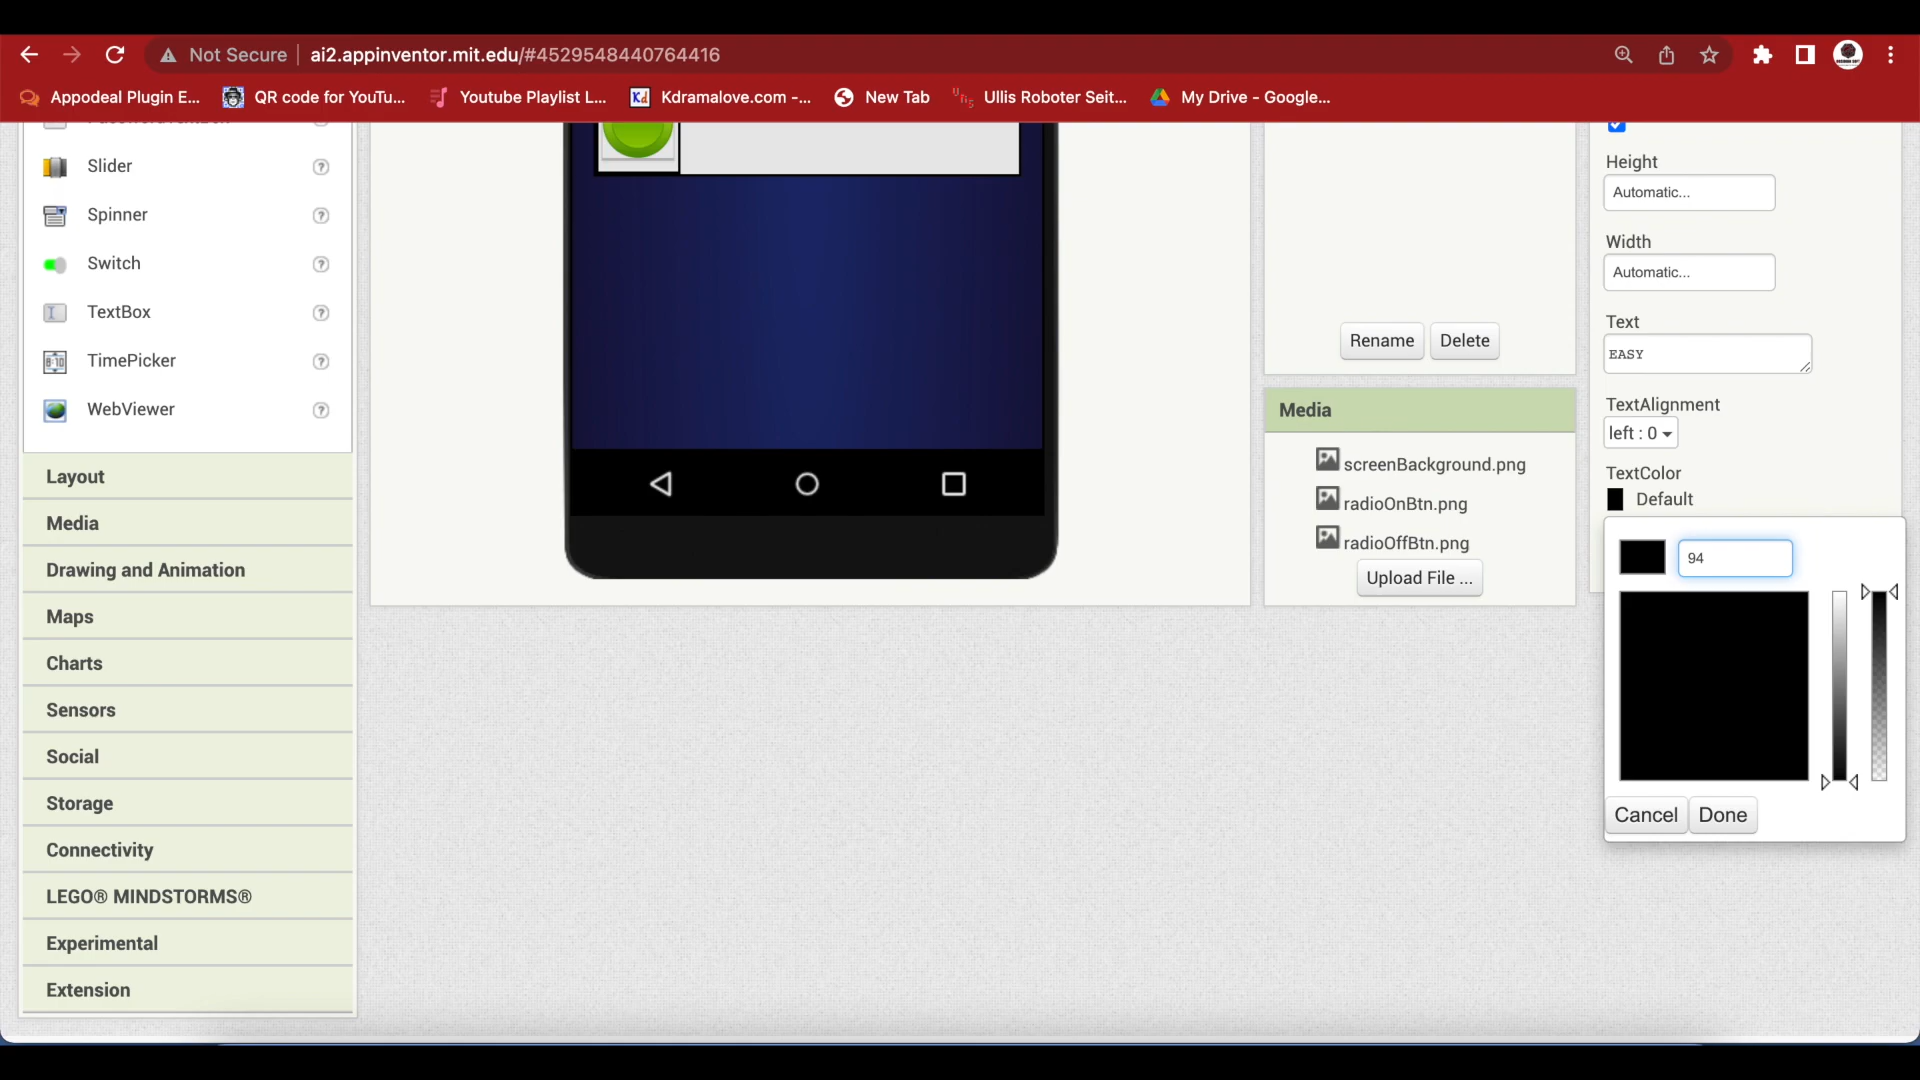 Not Secure
ai2.appinventor.mit.edu/#4529548440764416
Appodeal Plugin E...
QR code for YouTu...
Youtube Playlist L...
Kd
Kdramalove.com -...
New Tab
Ullis Roboter Seit...
My Drive - Google...
Slider
?
Spinner
?
Switch
?
TextBox
?
TimePicker
?
WebViewer
?
Layout
Media
Drawing and Animation
Maps
Charts
Sensors
Social
Storage
Connectivity
LEGO® MINDSTORMS®
Experimental
Extension
Rename
Delete
Media
screenBackground.png
radioOnBtn.png
radioOffBtn.png
Upload File ...
Height
Automatic...
Width
Automatic...
Text
EASY
TextAlignment
left : 0
TextColor
Default
94
Cancel
Done